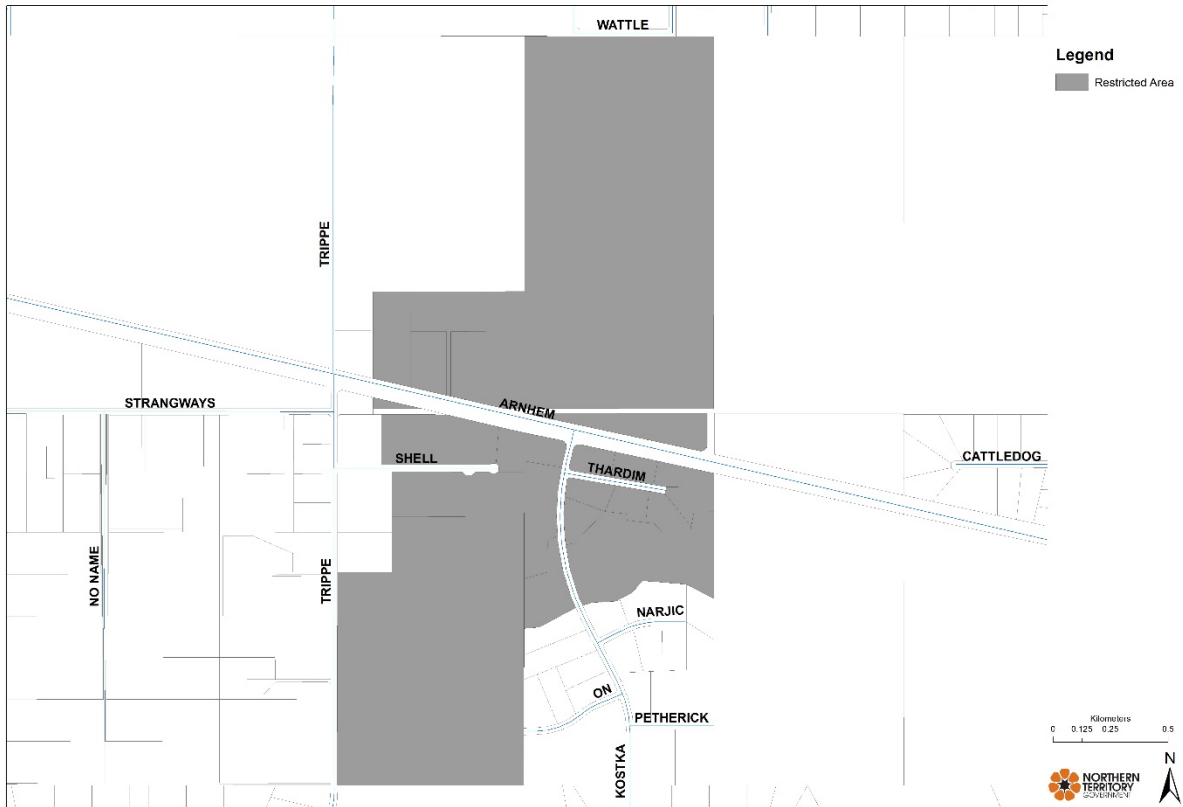 WATTLE
Legend
Restricted Area
TRIPPE
STRANGWAYS
ARNHEM
SHELL
THARDIM
CATTLEDOG
NO NAME
TRIPPE
NARJIC
ON
PETHERICK
KOSTKA
Kilometers
0 0.125 0.25 0.5
N
NORTHERN
TERRITORY
GOVERNMENT